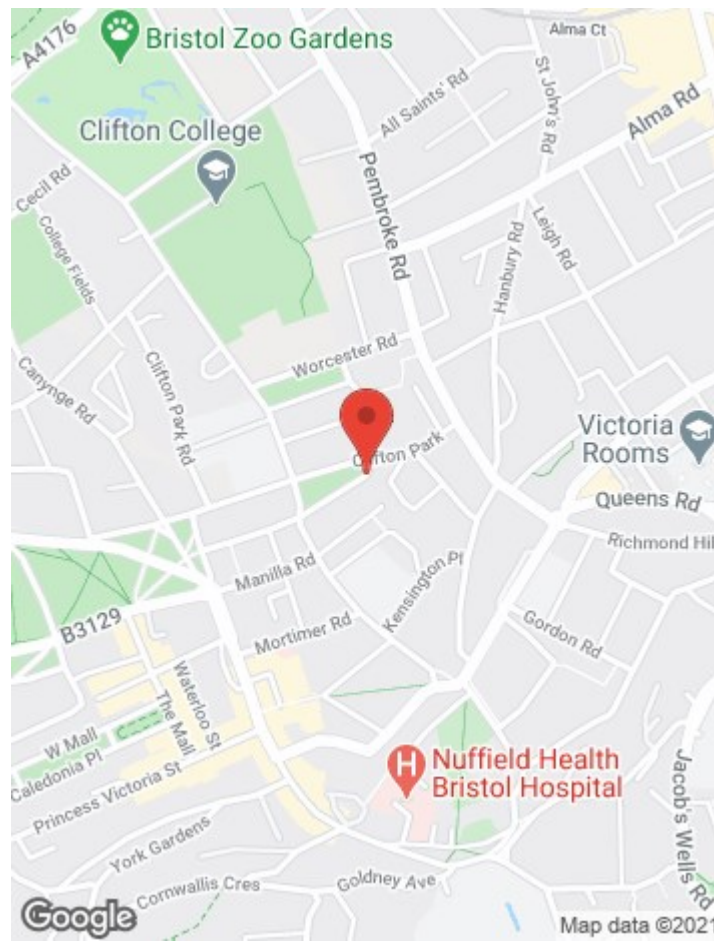 A4176
Bristol Zoo Gardens
Alma Ct
St John's Rd
All Saints' Rd
Alma Rd
Clifton College
Pembroke Rd
Cecil Rd
College Fields
Leigh Rd
Hanbury Rd
Worcester Rd
Canynge Rd
Clifton Park Rd
Clifton Park
Victoria
Rooms
Queens Rd
Richmond Hil
Manilla Rd
Kensington Pl
B3129
Mortimer Rd
Gordon Rd
Waterloo St
The Mall
W Mall
Caledonia Pl
Princess Victoria St
H
Nuffield Health
Bristol Hospital
Jacob's Wells Rd
York Gardens
Cornwallis Cres
Goldney Ave
Google
Map data ©2021